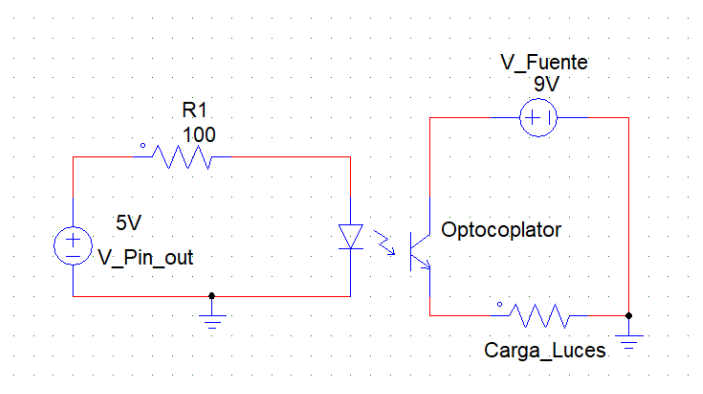 V_Fuente
9V
R1
100
5V
V_Pin_out
Optocoplator
Carga_Luces